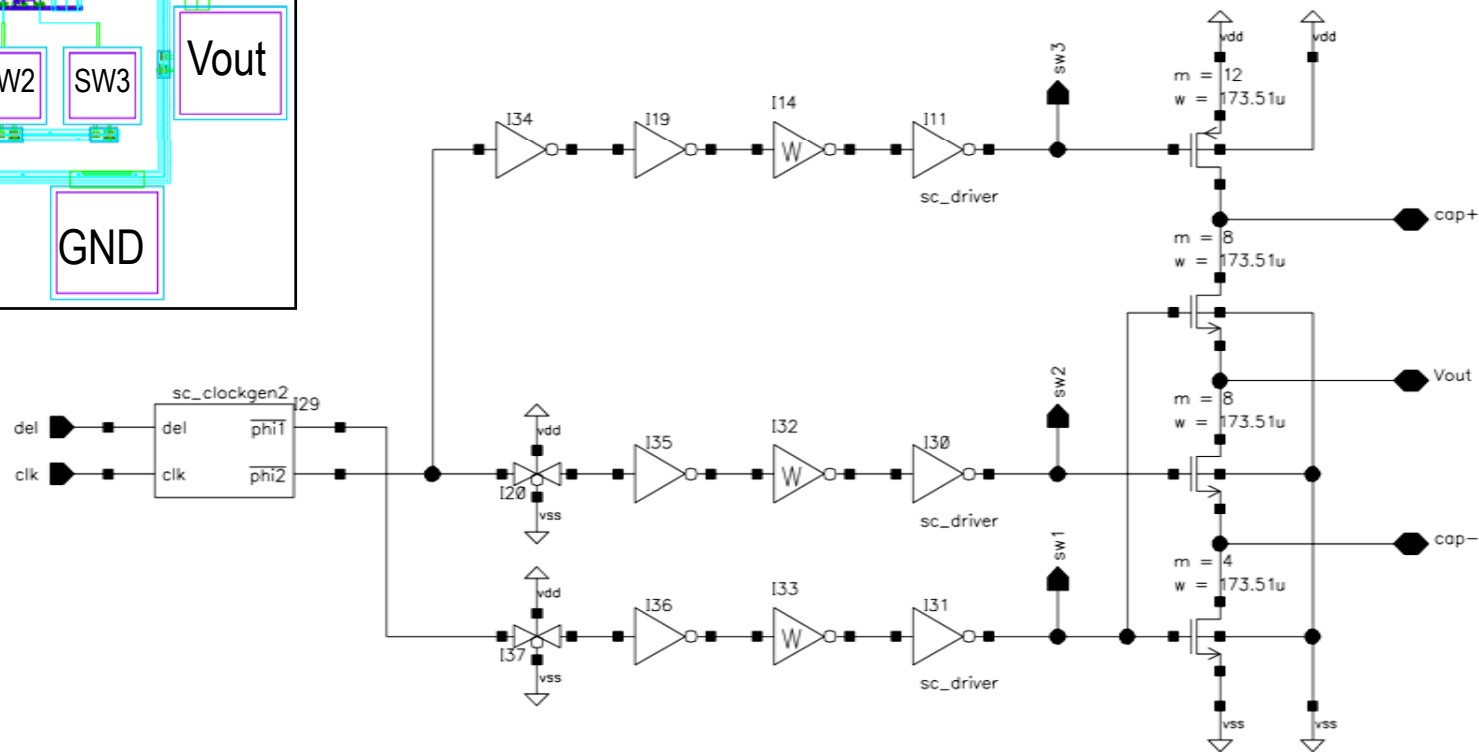 W2
SW3
Vout
GND
vdd
vdd
m = 12
w = 173.51u
sw3
I34
I19
I14
W
I11
sc_driver
cap+
m = 8
w = 173.51u
sc_clockgen2
I29
del
del
phi1
clk
clk
phi2
vdd
I20
vss
I35
I32
W
I30
sc_driver
sw2
Vout
m = 8
w = 173.51u
cap-
vdd
I37
vss
I36
I33
W
I31
sc_driver
sw1
m = 4
w = 173.51u
vss
vss